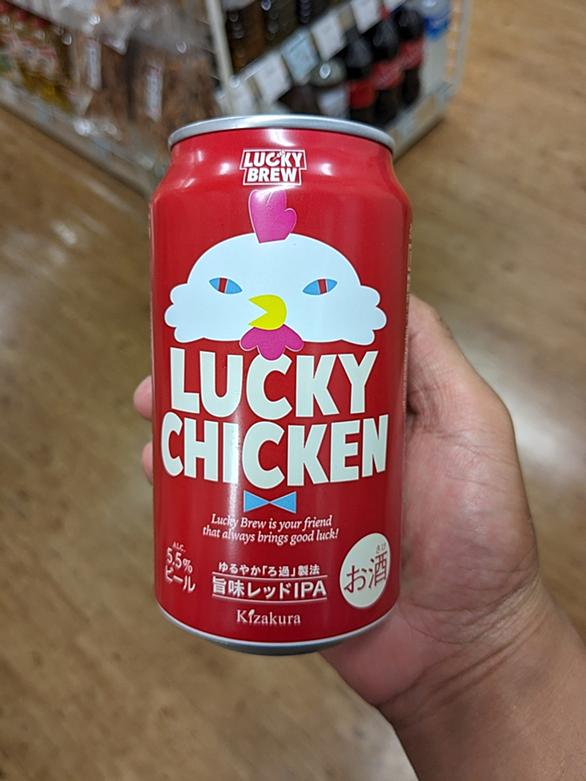 LUCKY
BREW
LUCKY
CHICKEN
Lucky Brew is your friend
that always brings good luck!
ALC.
5.5%
ビール
ゆるやか「ろ過」製法
旨味レッドIPA
さけ
お酒
Kizakura